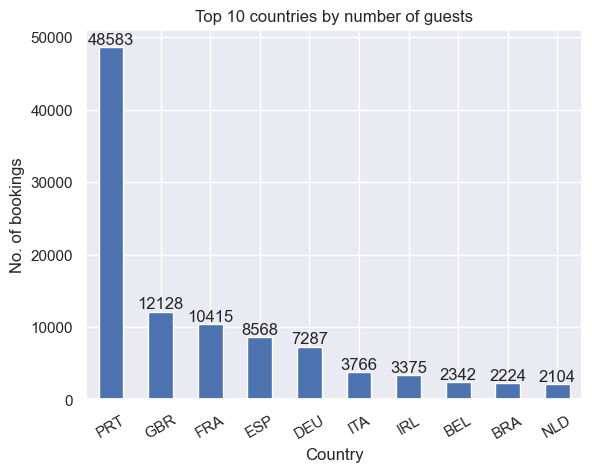 Top 10 countries by number of guests
No. of bookings
50000
40000
30000
20000
10000
0
48583
12128
10415
8568
7287
3766
3375
2342
2224
2104
PRT
GBR
FRA
ESP
DEU
ITA
IRL
BEL
BRA
NLD
Country